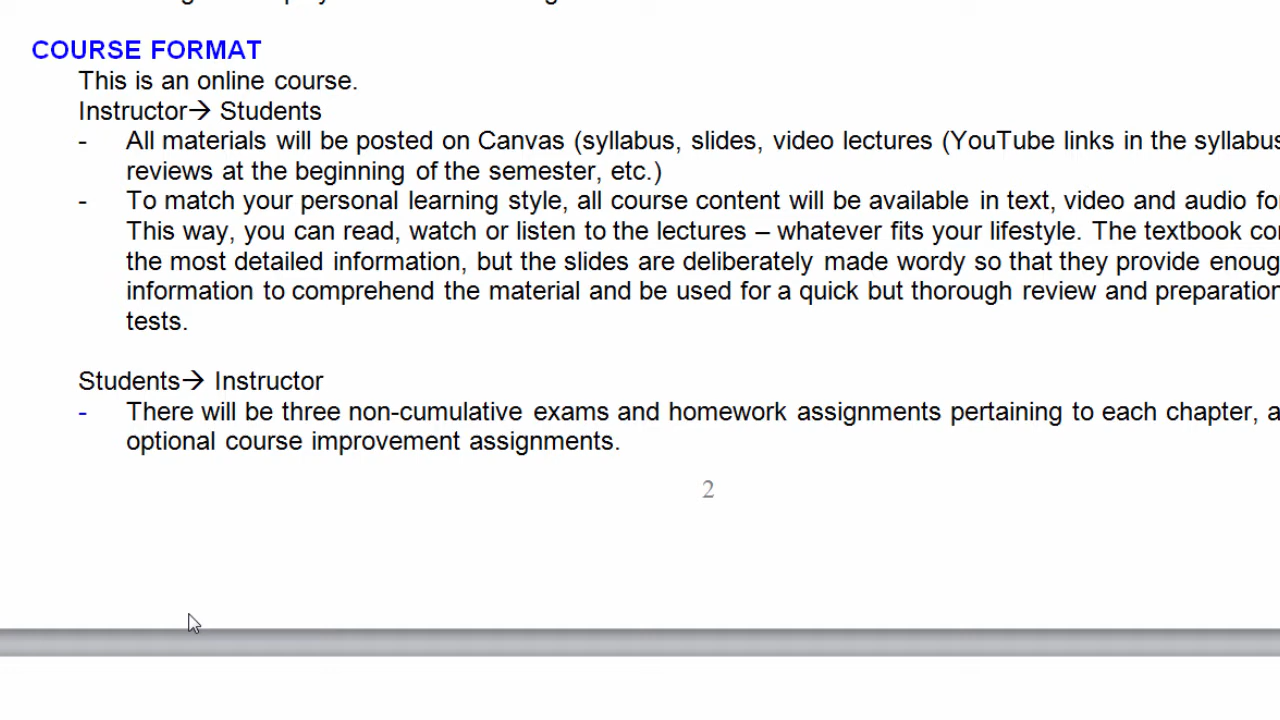 COURSE FORMAT
This is an online course.
Instructor→ Students
- All materials will be posted on Canvas (syllabus, slides, video lectures (YouTube links in the syllabus
reviews at the beginning of the semester, etc.)
- To match your personal learning style, all course content will be available in text, video and audio
This way, you can read, watch or listen to the lectures – whatever fits your lifestyle. The textbook
the most detailed information, but the slides are deliberately made wordy so that they provide
information to comprehend the material and be used for a quick but thorough review and preparation
tests.
Students→ Instructor
- There will be three non-cumulative exams and homework assignments pertaining to each chapter,
optional course improvement assignments.
2